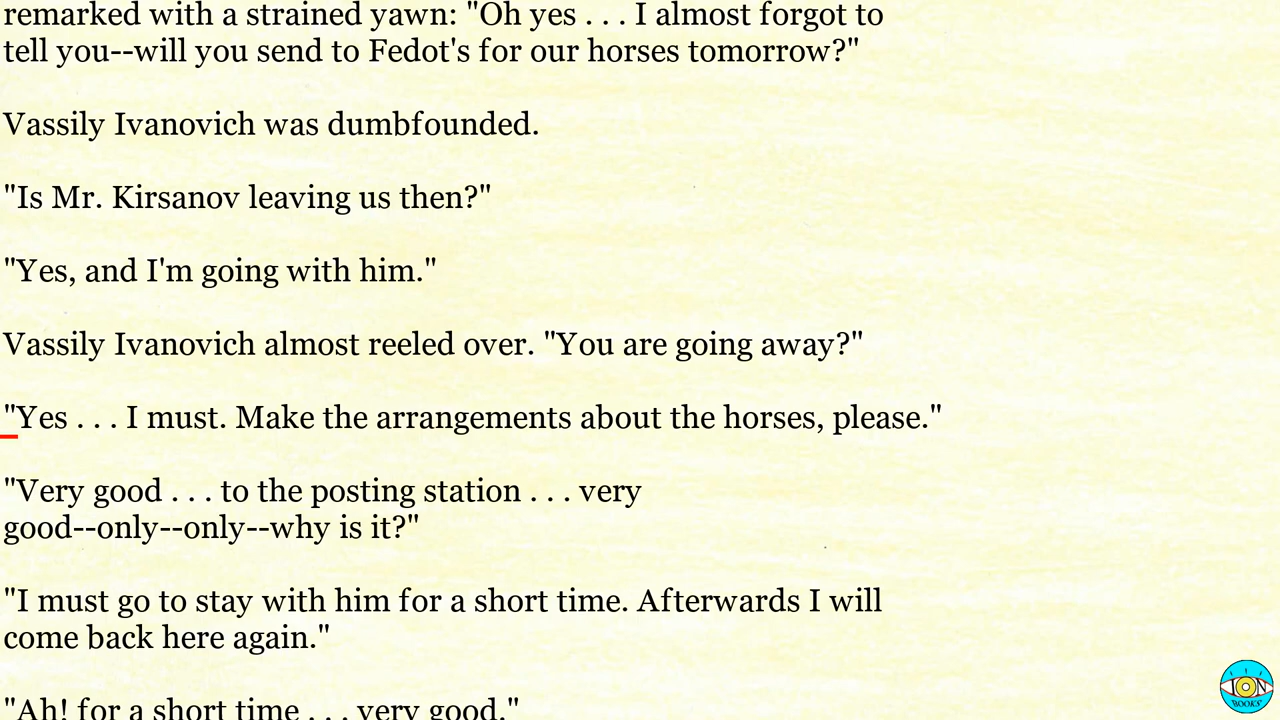 remarked with a strained yawn: "Oh yes . . . I almost forgot to
tell you--will you send to Fedot's for our horses tomorrow?"
Vassily Ivanovich was dumbfounded.
"Is Mr. Kirsanov leaving us then?"
"Yes, and I'm going with him."
Vassily Ivanovich almost reeled over. "You are going away?"
"Yes . . . I must. Make the arrangements about the horses, please."
"Very good . . . to the posting station . . . very
good--only--only--why is it?"
"I must go to stay with him for a short time. Afterwards I will
come back here again."
"Ah! for a short time . . . very good."
ION
BOOKS